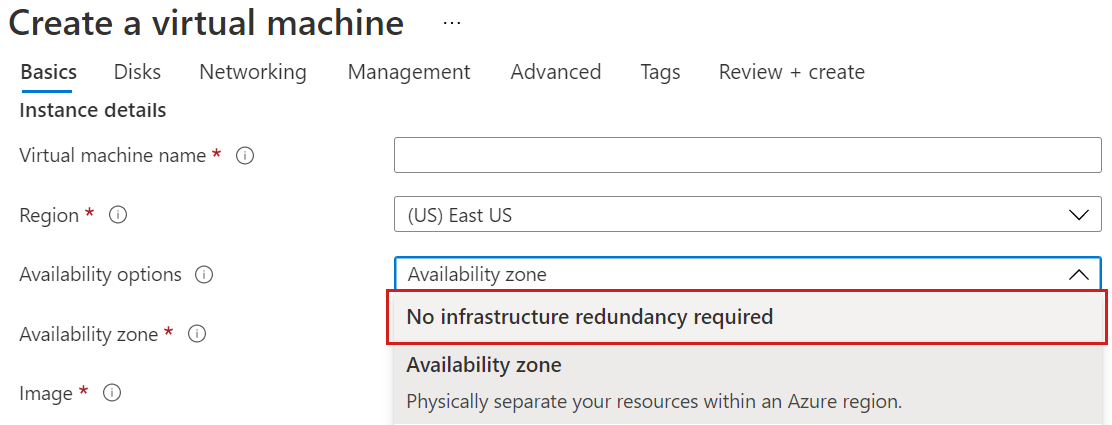 Create a virtual machine ...
Basics Disks Networking Management Advanced Tags Review + create
Instance details
Virtual machine name *
Region * (US) East US
Availability options Availability zone
No infrastructure redundancy required
Availability zone *
Availability zone
Physically separate your resources within an Azure region.
Image *